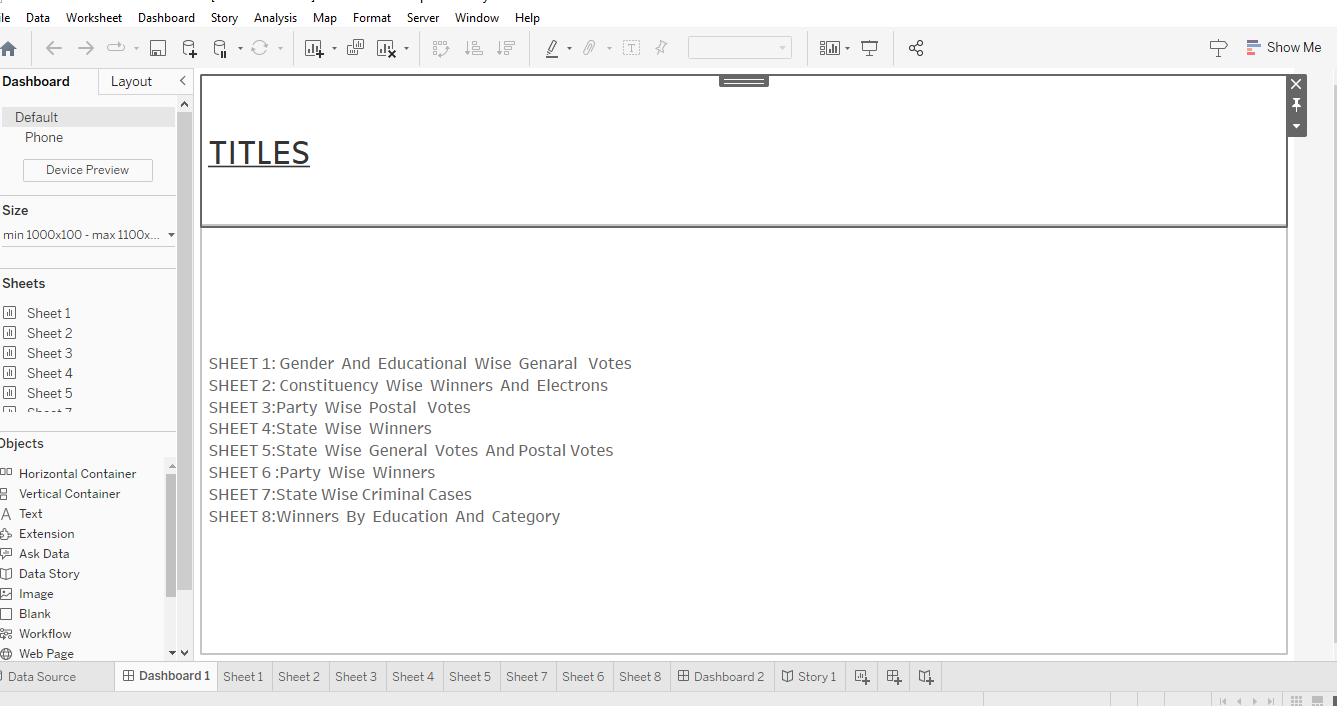 Data Worksheet Dashboard Story Analysis Map Format Server Window Help
Show Me
Dashboard Layout
Default
Phone
Device Preview
Size
min 1000x100 - max 1100x...
Sheets
Sheet 1
Sheet 2
Sheet 3
Sheet 4
Sheet 5
Objects
Horizontal Container
Vertical Container
Text
Extension
Ask Data
Data Story
Image
Blank
Workflow
Web Page
TITLES
SHEET 1: Gender And Educational Wise Genaral Votes
SHEET 2: Constituency Wise Winners And Electrons
SHEET 3:Party Wise Postal Votes
SHEET 4:State Wise Winners
SHEET 5:State Wise General Votes And Postal Votes
SHEET 6 :Party Wise Winners
SHEET 7:State Wise Criminal Cases
SHEET 8:Winners By Education And Category
Data Source Dashboard 1 Sheet 1 Sheet 2 Sheet 3 Sheet 4 Sheet 5 Sheet 7 Sheet 6 Sheet 8 Dashboard 2 Story 1